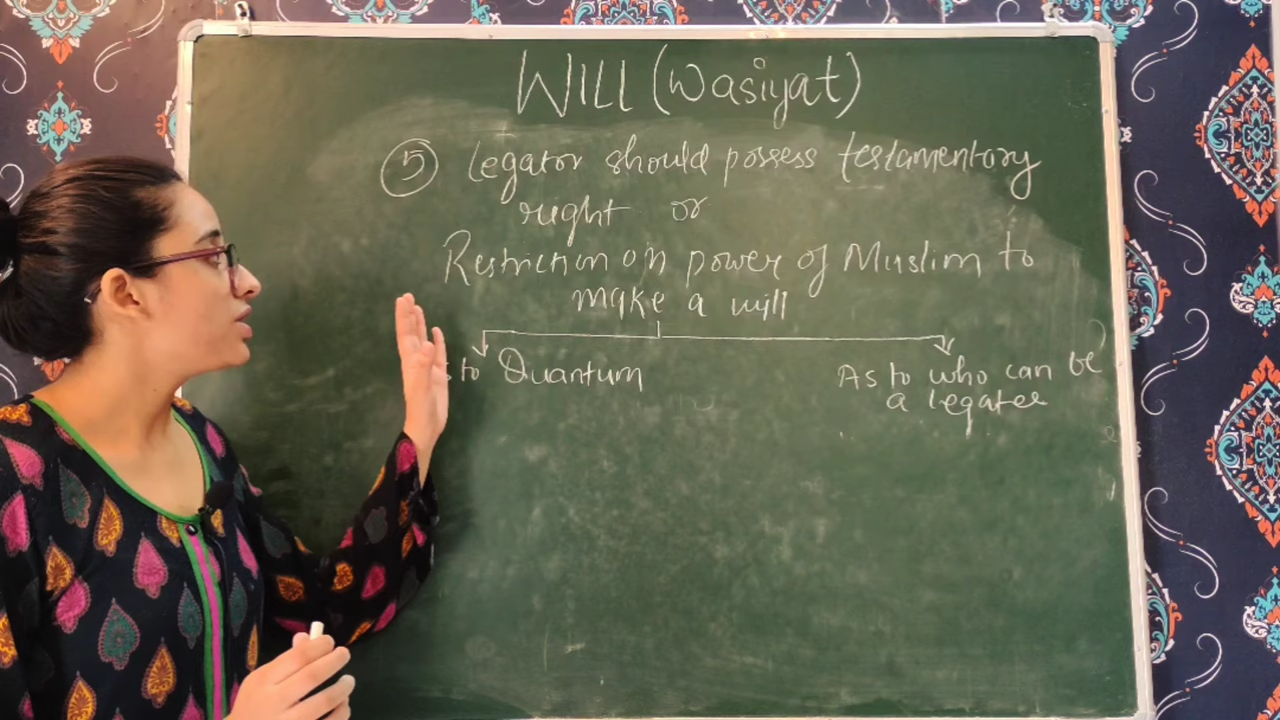 WILL (Wasiyat)
5 Legator should possess testamentory
right or
Restriction on power of Muslim to
make a will
to Quantum
As to who can be
a legatee